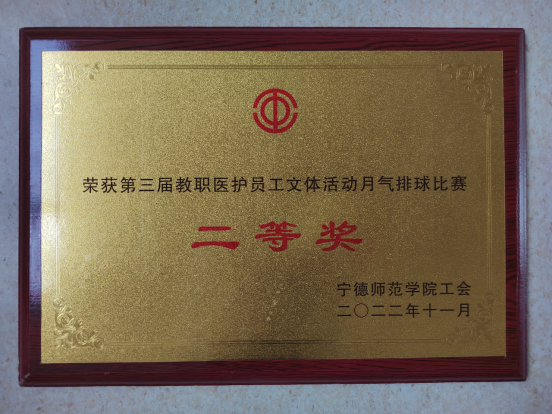 荣获第三届教职医护员工文体活动月气排球比赛
二等奖
宁德师范学院工会
二〇二二年十一月